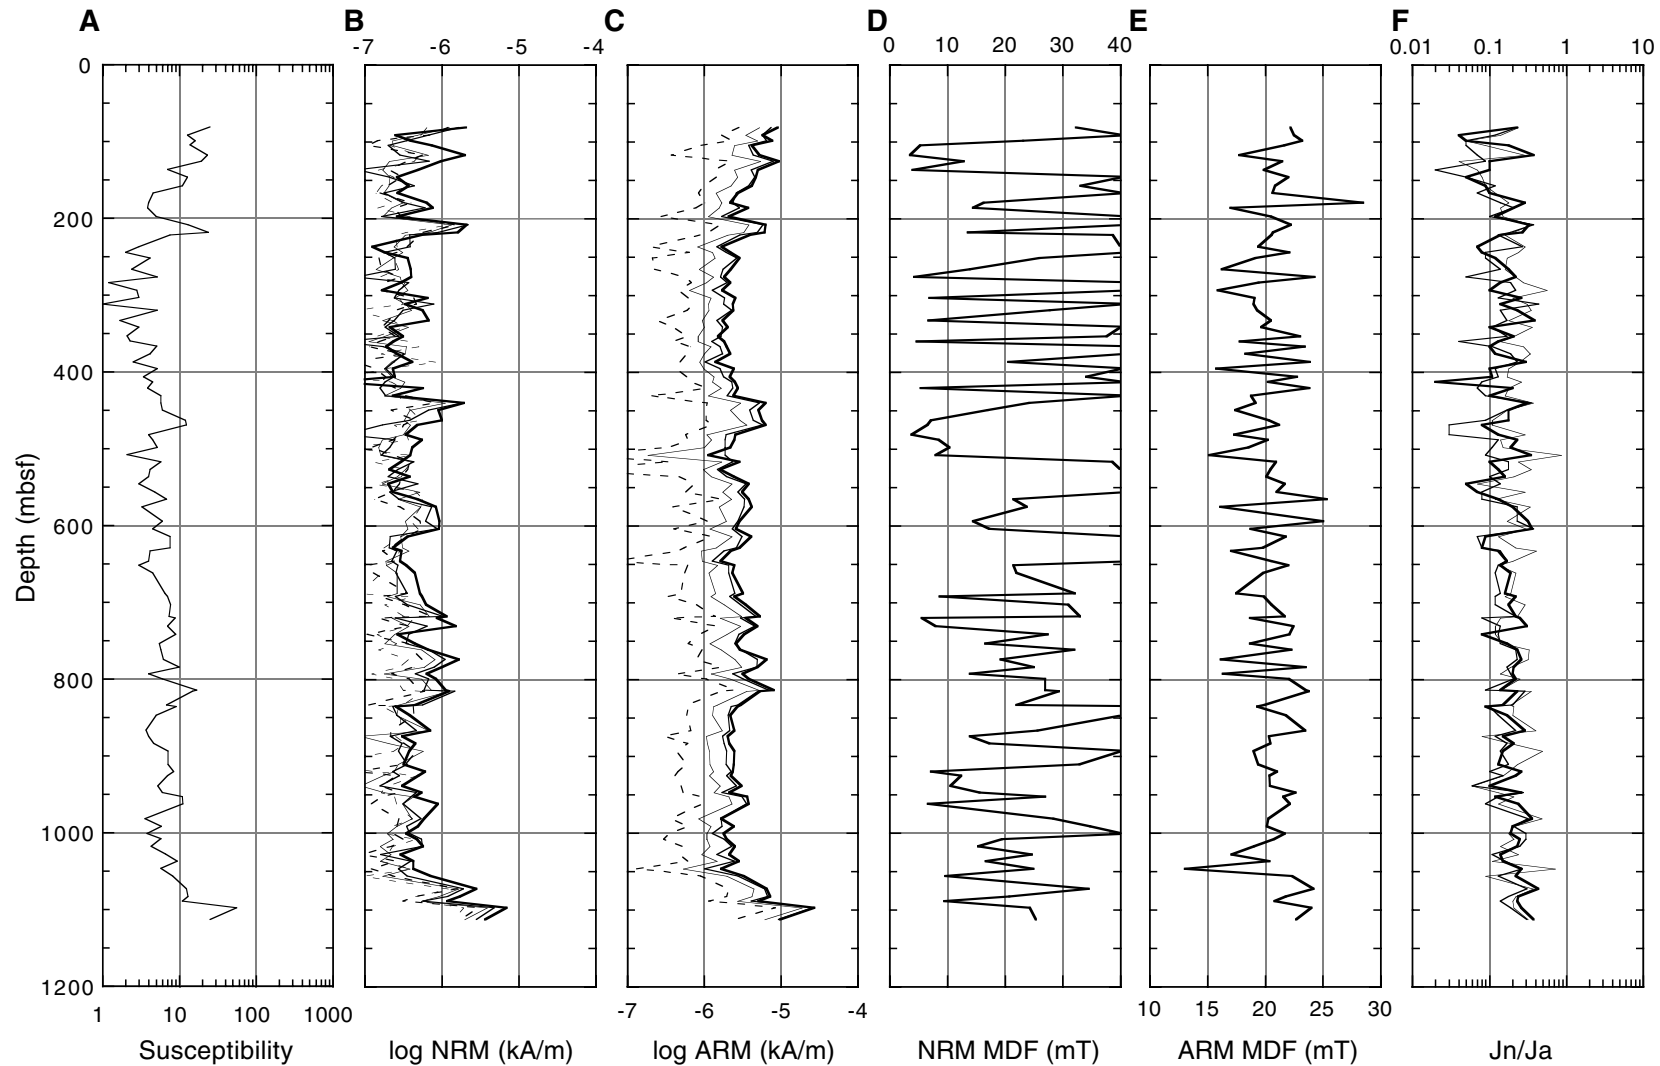 A B C D E F
-7 -6 -5 -4 0 10 20 30 40 0.01 0.1 1 10
0
200
400
Depth (mbsf)
600
800
1000
1200
1 10 100 1000 -7 -6 -5 -4 10 15 20 25 30
Susceptibility log NRM (kA/m) log ARM (kA/m) NRM MDF (mT) ARM MDF (mT) Jn/Ja